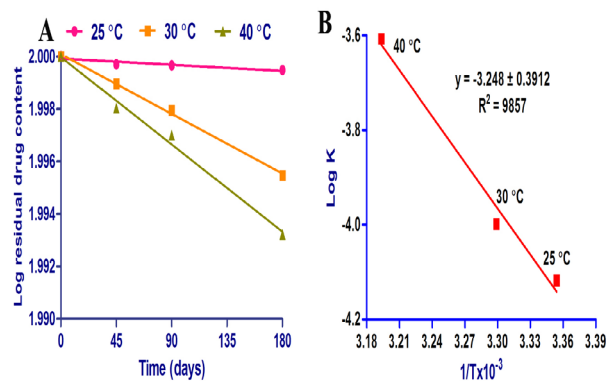 A
25 °C 30 °C 40 °C
Log residual drug content
2.000
1.998
1.996
1.994
1.992
1.990
0 45 90 135 180
Time (days)
B
Log K
-3.6
-3.8
-4.0
-4.2
40 °C
y = -3.248 ± 0.3912
R² = 9857
30 °C
25 °C
3.18 3.21 3.24 3.27 3.30 3.33 3.36 3.39
1/Tx10⁻³